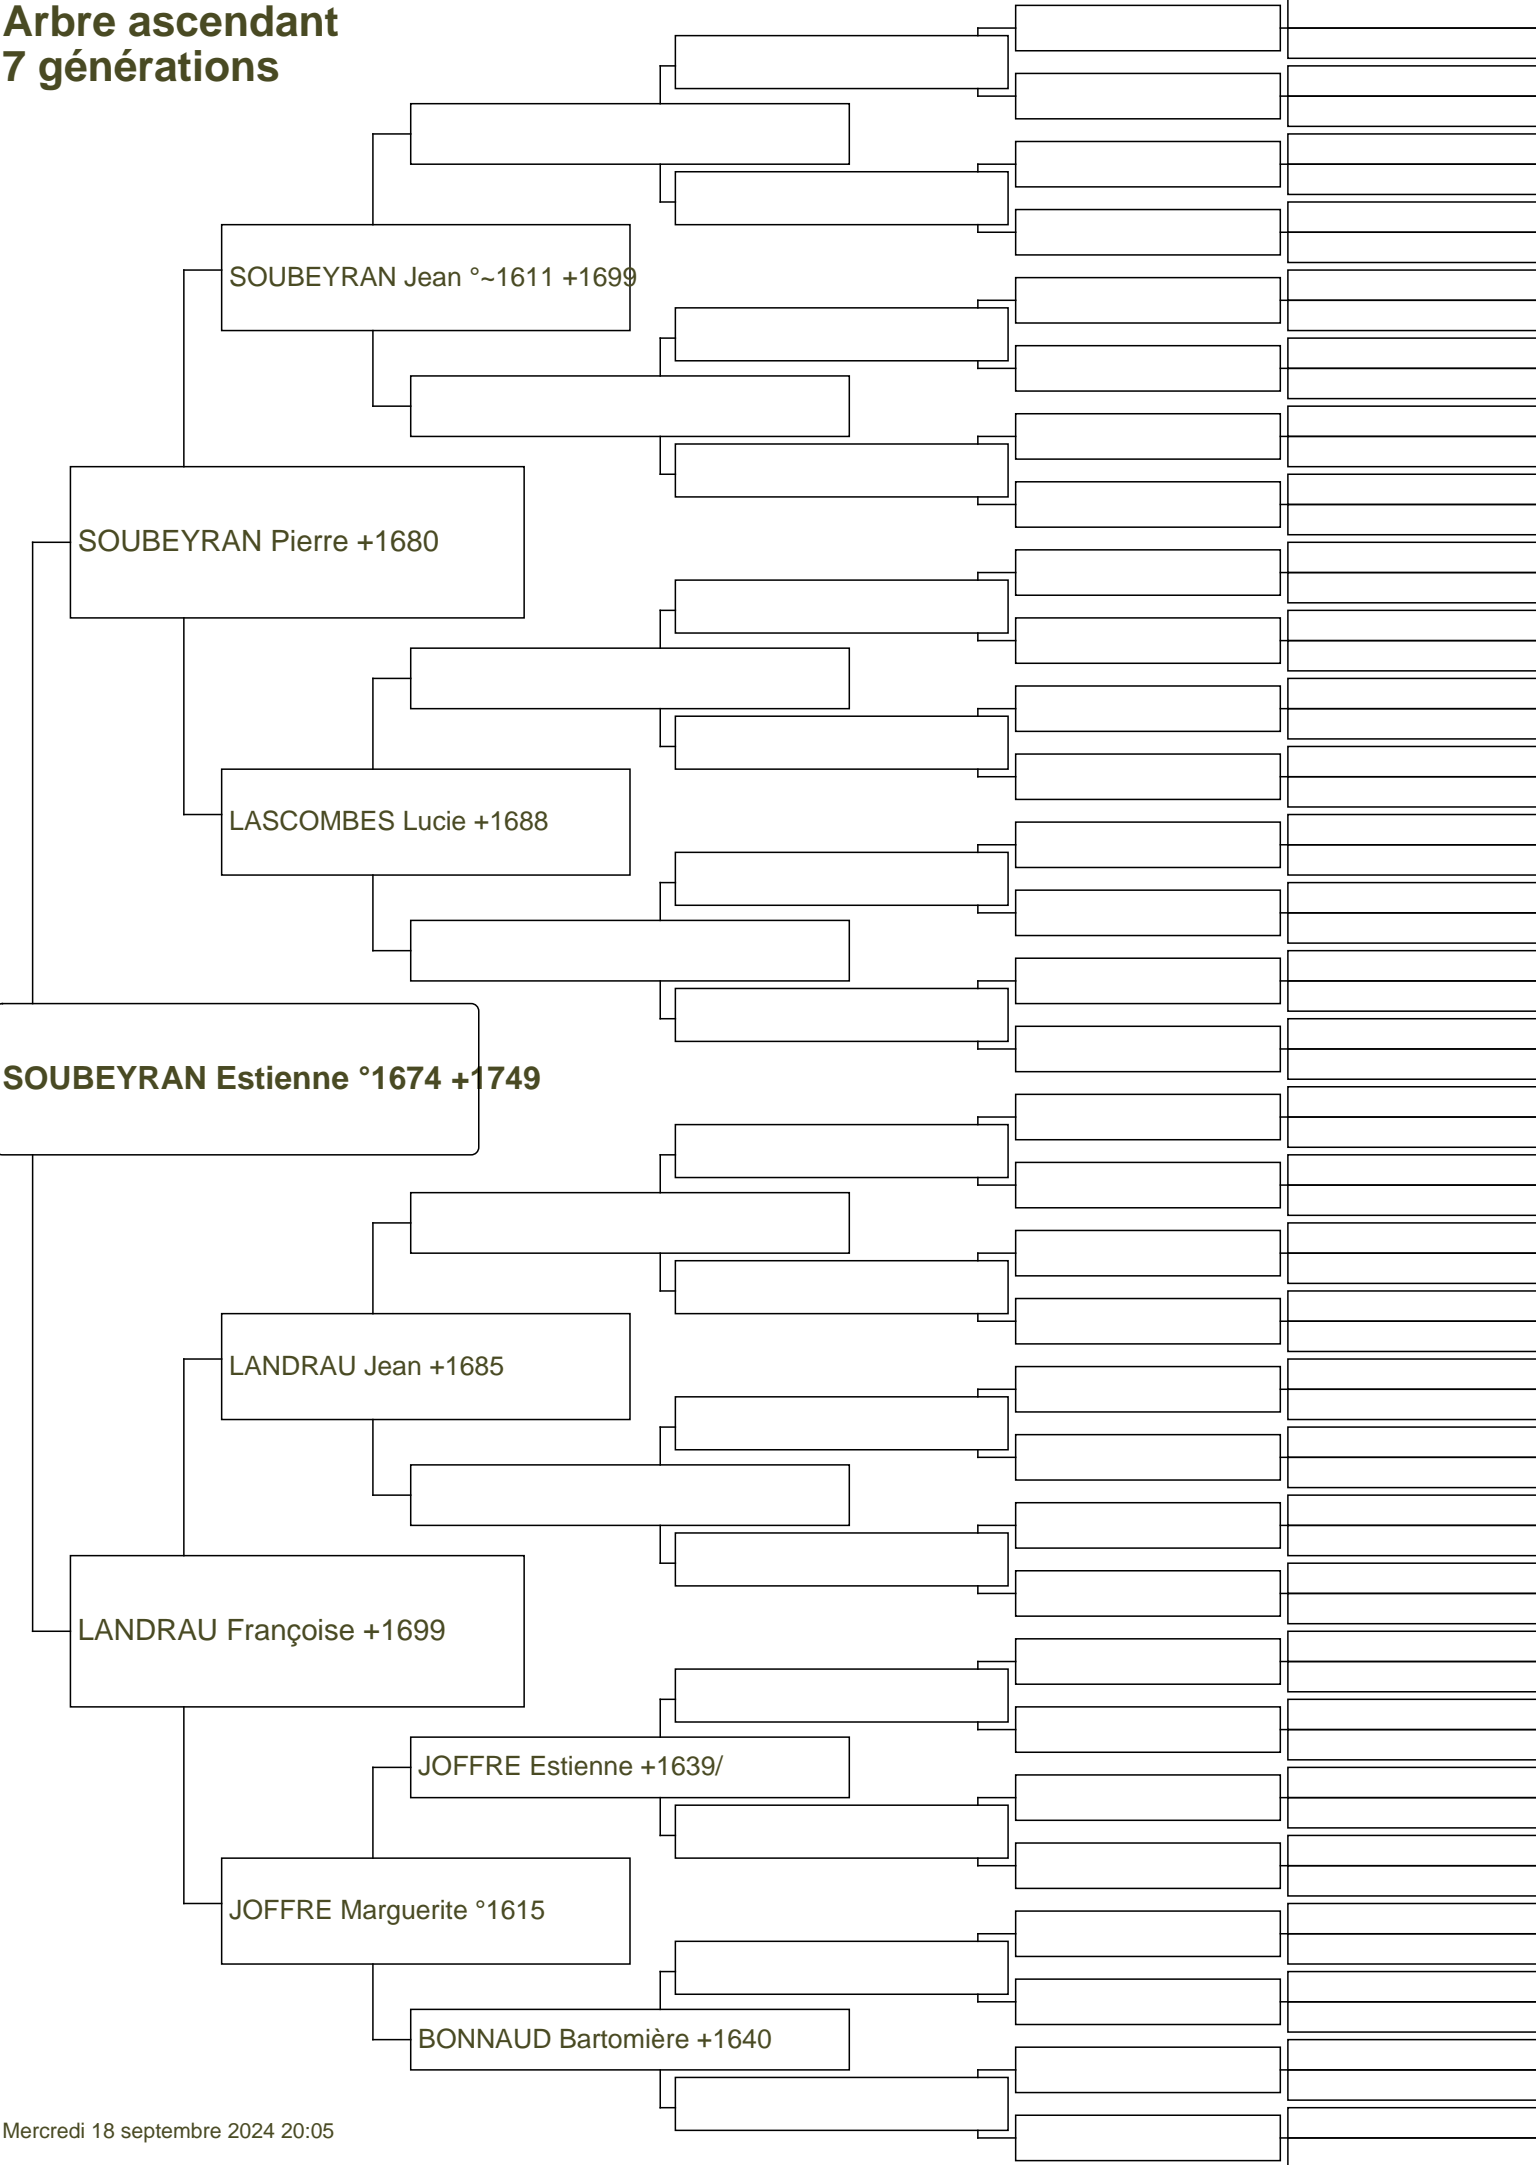 Arbre ascendant
7 générations
SOUBEYRAN Jean °~1611 +1699
SOUBEYRAN Pierre +1680
LASCOMBES Lucie +1688
SOUBEYRAN Estienne °1674 +1749
LANDRAU Jean +1685
LANDRAU Françoise +1699
JOFFRE Estienne +1639/
JOFFRE Marguerite °1615
BONNAUD Bartomière +1640
Mercredi 18 septembre 2024 20:05